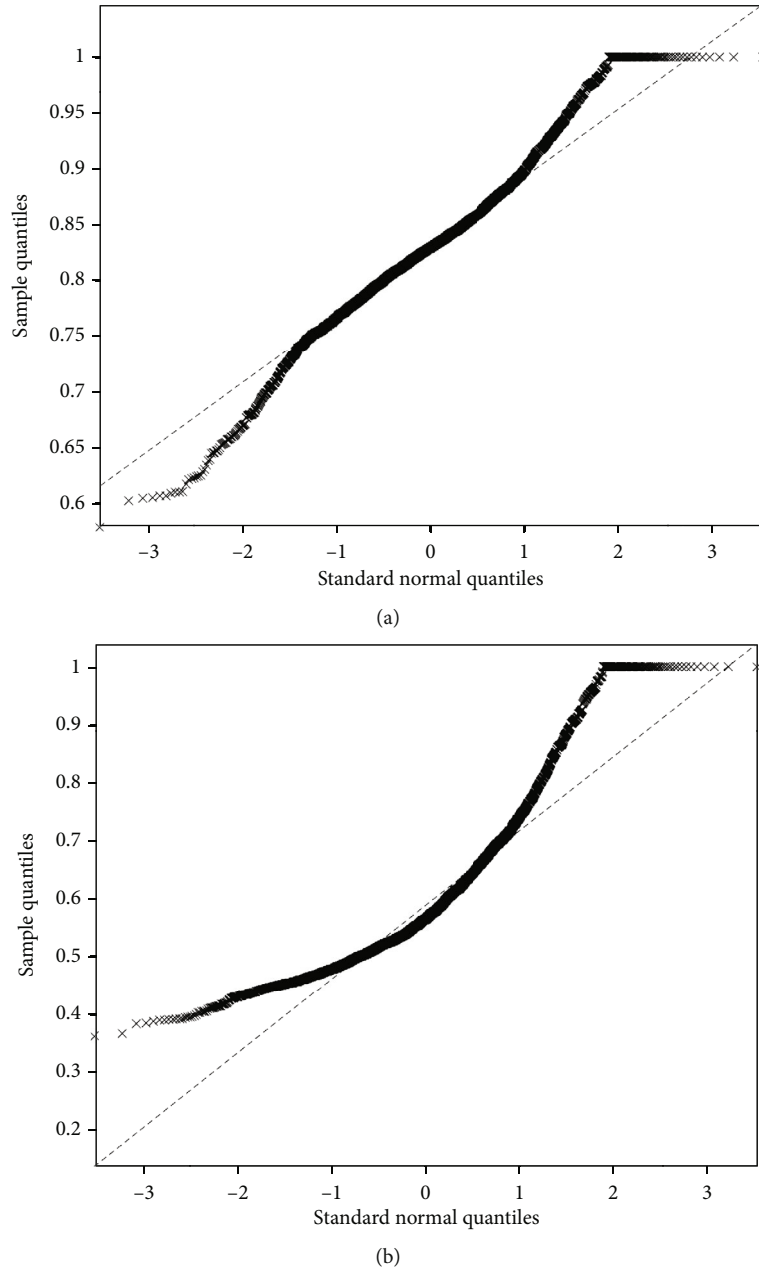 1
0.95
0.9
0.85
0.8
0.75
0.7
0.65
0.6
Sample quantiles
–3 –2 –1 0 1 2 3
Standard normal quantiles
(a)
1
0.9
0.8
0.7
0.6
0.5
0.4
0.3
0.2
Sample quantiles
–3 –2 –1 0 1 2 3
Standard normal quantiles
(b)